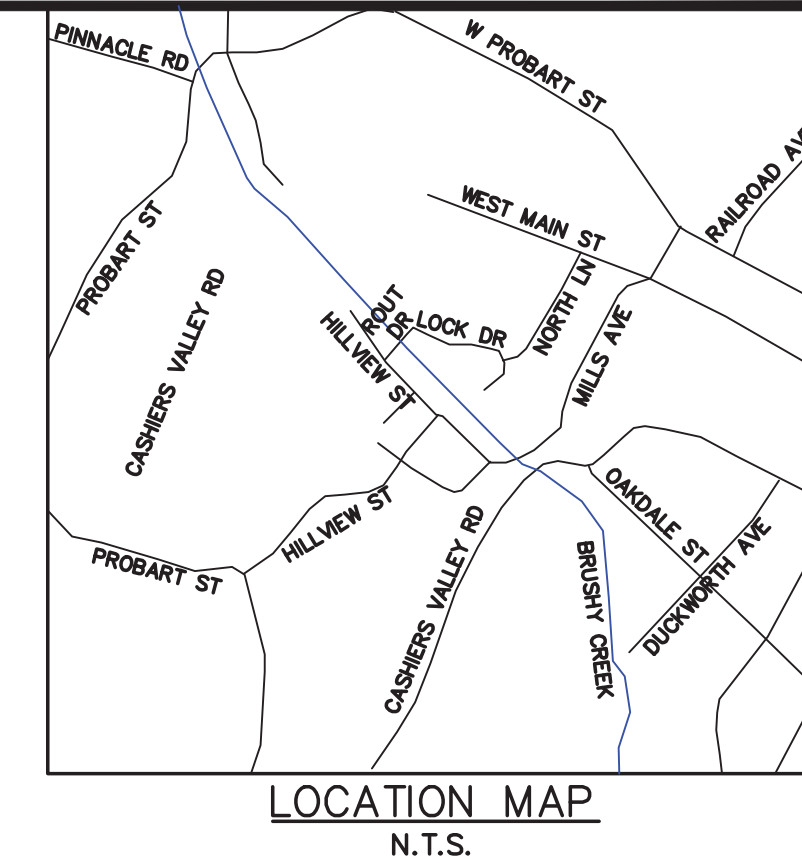 PINNACLE RD
W PROBART ST
RAILROAD AV
WEST MAIN ST
PROBART ST
CASHIERS VALLEY RD
NORTH LN
ROUT
DR
LOCK DR
HILLVIEW ST
MILLS AVE
OAKDALE ST
HILLVIEW ST
CASHIERS VALLEY RD
DUCKWORTH AVE
PROBART ST
BRUSHY CREEK
LOCATION MAP
N.T.S.